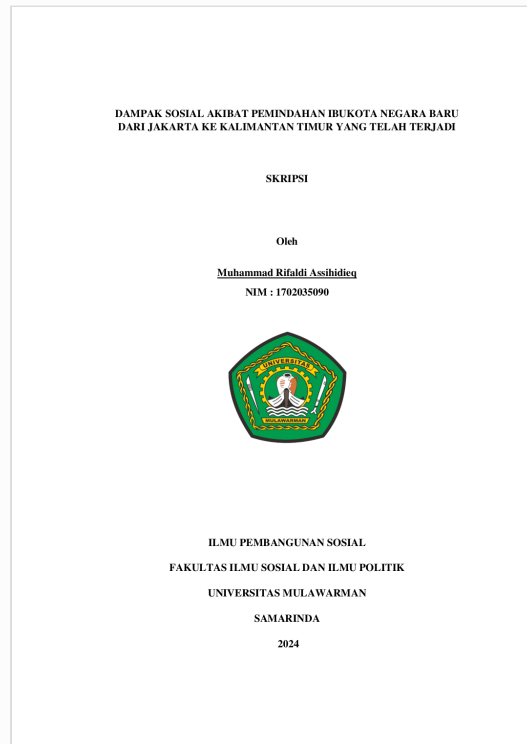 DAMPAK SOSIAL AKIBAT PEMINDAHAN IBUKOTA NEGARA BARU
DARI JAKARTA KE KALIMANTAN TIMUR YANG TELAH TERJADI
SKRIPSI
Oleh
Muhammad Rifaldi Assihidieq
NIM : 1702035090
UNIVERSITAS
MULAWARMAN
ILMU PEMBANGUNAN SOSIAL
FAKULTAS ILMU SOSIAL DAN ILMU POLITIK
UNIVERSITAS MULAWARMAN
SAMARINDA
2024